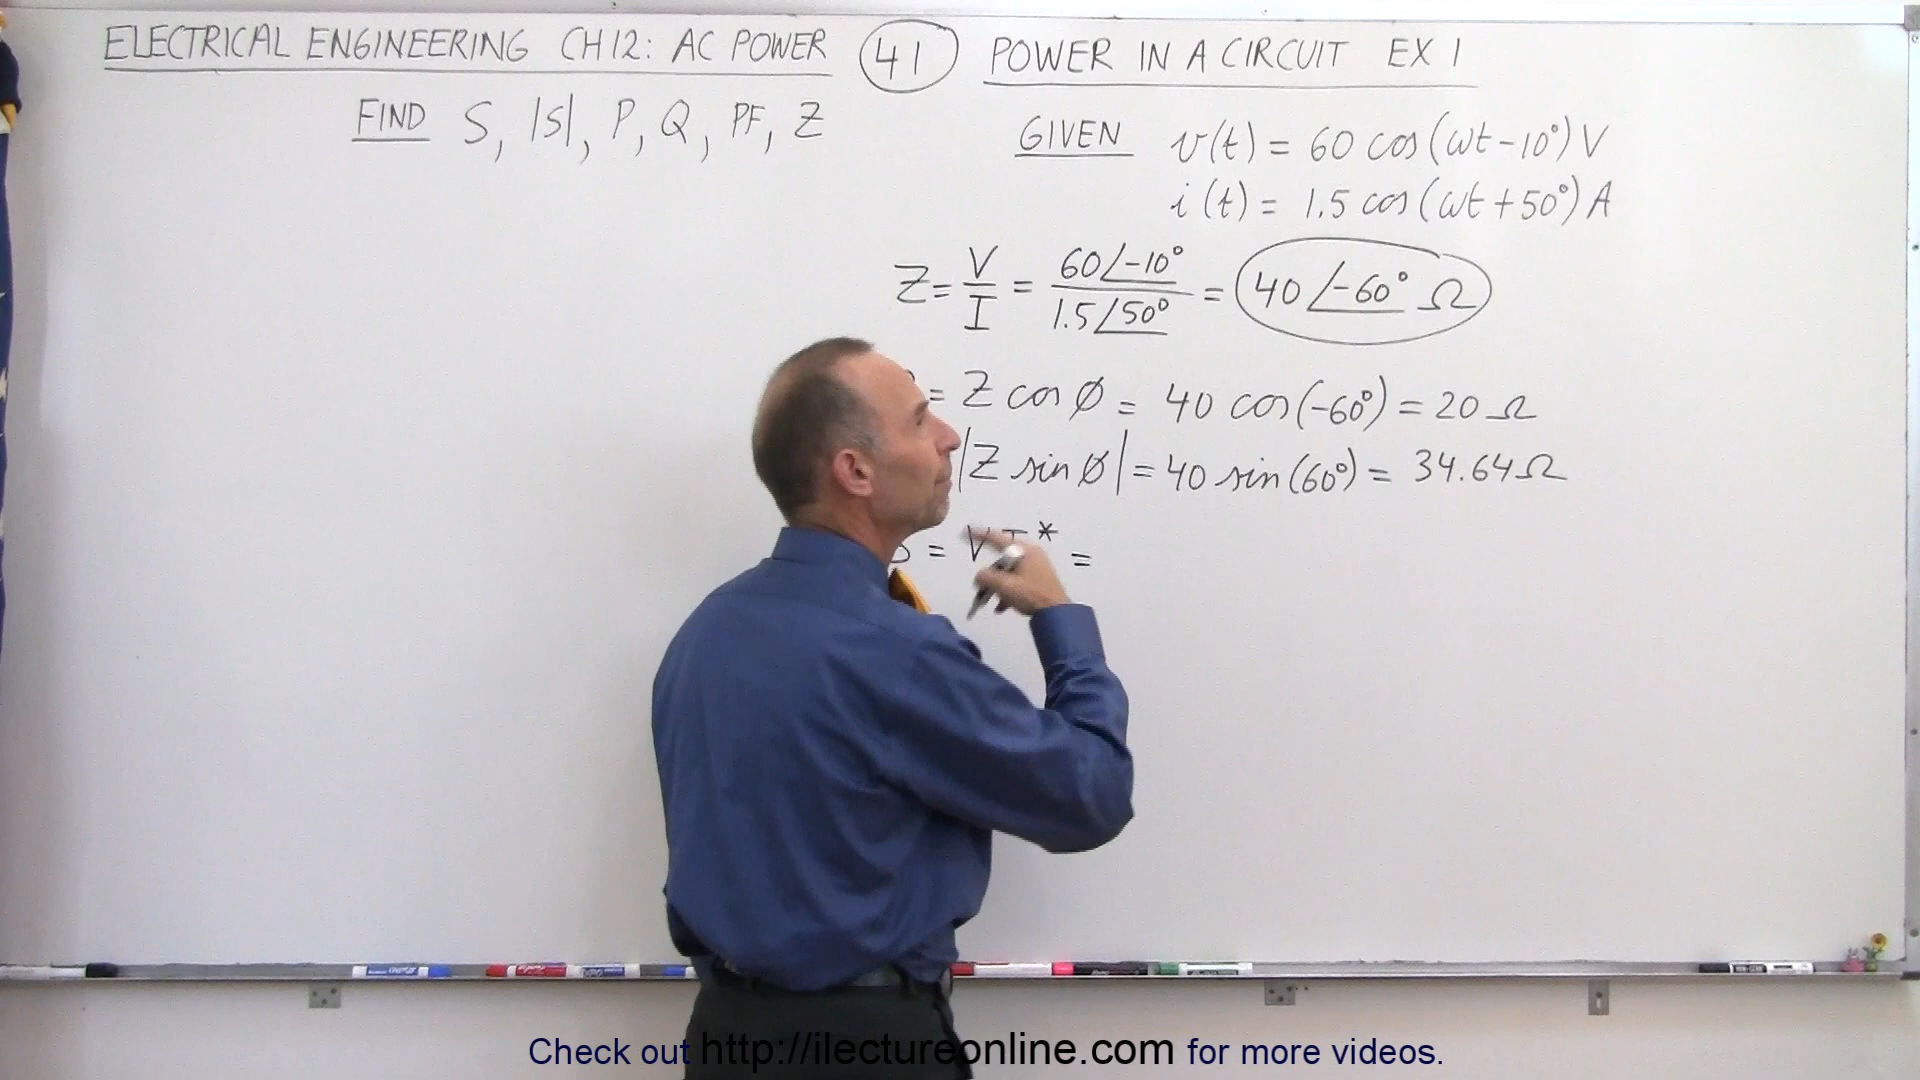 ELECTRICAL ENGINEERING CH12: AC POWER 41 POWER IN A CIRCUIT EX 1
FIND S, |S|, P, Q, PF, Z
GIVEN v(t) = 60 cos(ωt-10°) V
i(t) = 1.5 cos(ωt+50°) A
Z = V/I = 60∠-10° / 1.5∠50° = 40∠-60° Ω
= Z cos ø = 40 cos(-60°) = 20 Ω
|Z sin ø| = 40 sin(60°) = 34.64 Ω
= VI* =
Check out http://ilectureonline.com for more videos.